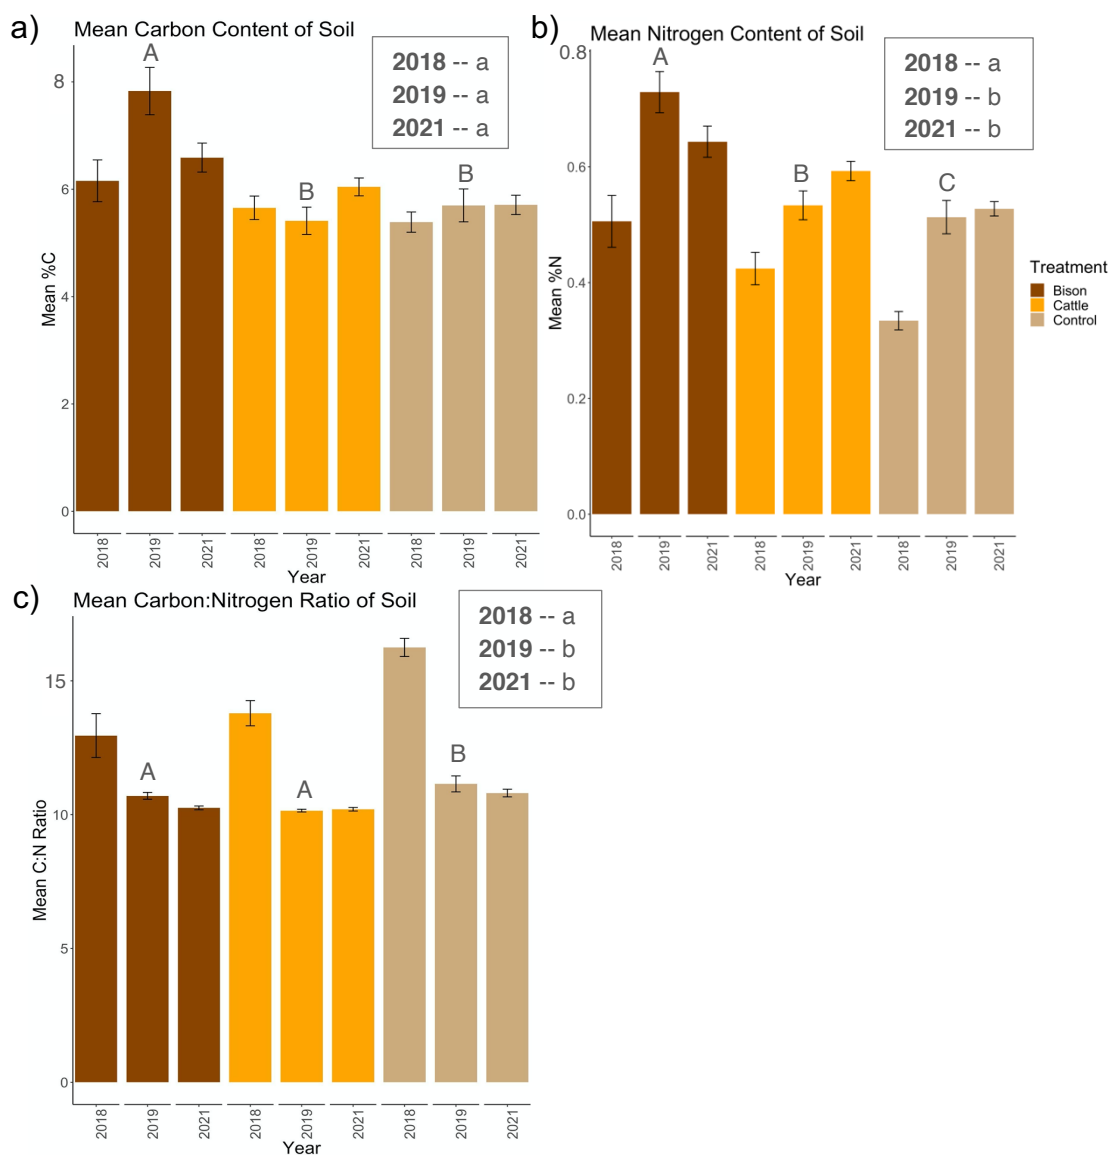 a)
Mean Carbon Content of Soil
2018 -- a
2019 -- a
2021 -- a
A
B
B
8
6
4
2
0
Mean %C
2018
2019
2021
2018
2019
2021
2018
2019
2021
Year
b)
Mean Nitrogen Content of Soil
2018 -- a
2019 -- b
2021 -- b
A
B
C
0.8
0.6
0.4
0.2
0.0
Mean %N
2018
2019
2021
2018
2019
2021
2018
2019
2021
Year
Treatment
Bison
Cattle
Control
c)
Mean Carbon:Nitrogen Ratio of Soil
2018 -- a
2019 -- b
2021 -- b
A
A
B
15
10
5
0
Mean C:N Ratio
2018
2019
2021
2018
2019
2021
2018
2019
2021
Year